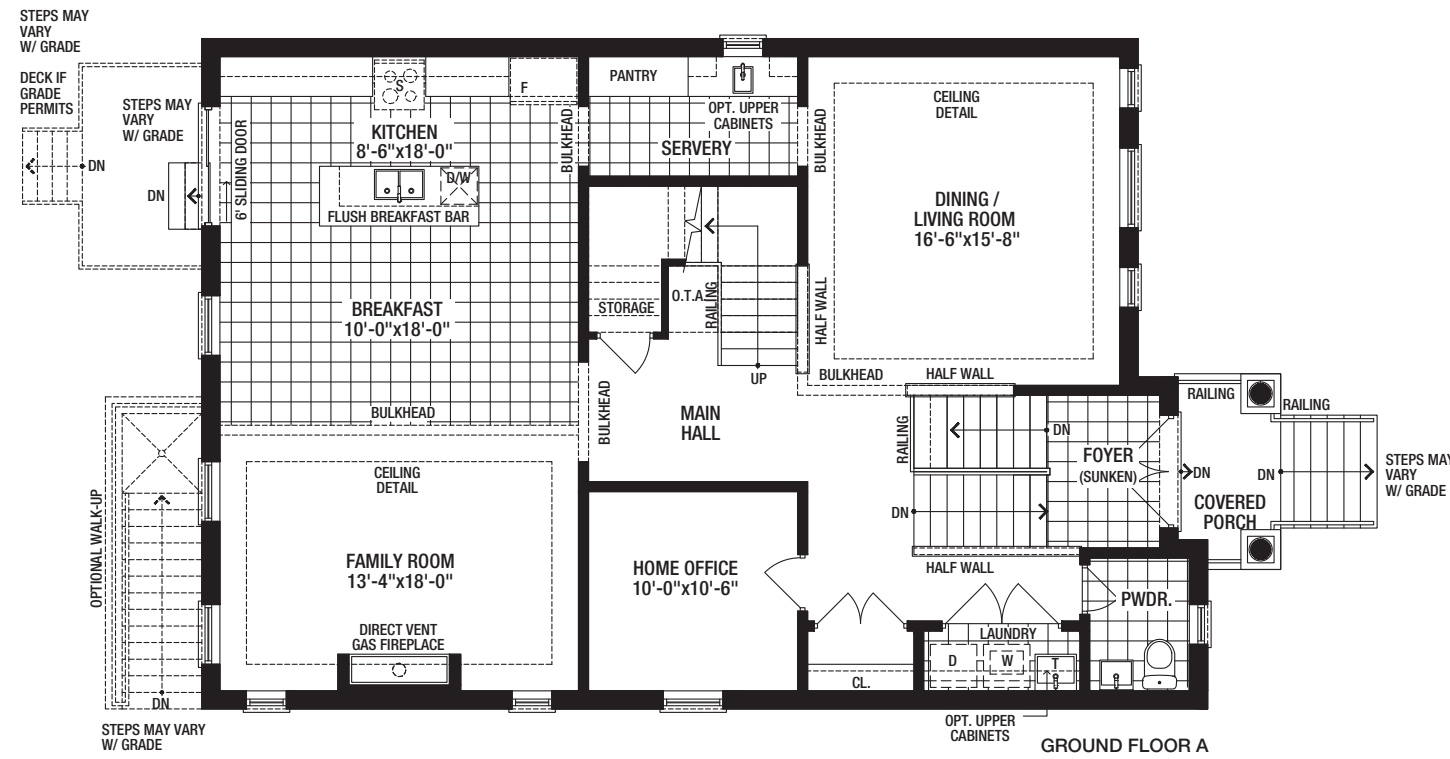 STEPS MAY
VARY
W/ GRADE
DECK IF
GRADE
PERMITS
STEPS MAY
VARY
W/ GRADE
DN
DN
6' SLIDING DOOR
S
F
KITCHEN
8'-6"x18'-0"
D/W
FLUSH BREAKFAST BAR
BREAKFAST
10'-0"x18'-0"
BULKHEAD
BULKHEAD
PANTRY
OPT. UPPER
CABINETS
SERVERY
BULKHEAD
STORAGE
O.T.A.
RAILING
UP
HALF WALL
CEILING
DETAIL
DINING /
LIVING ROOM
16'-6"x15'-8"
BULKHEAD
HALF WALL
BULKHEAD
MAIN
HALL
RAILING
DN
DN
FOYER
(SUNKEN)
HALF WALL
RAILING
RAILING
DN
DN
COVERED
PORCH
STEPS MAY
VARY
W/ GRADE
OPTIONAL WALK-UP
DN
STEPS MAY VARY
W/ GRADE
CEILING
DETAIL
FAMILY ROOM
13'-4"x18'-0"
DIRECT VENT
GAS FIREPLACE
HOME OFFICE
10'-0"x10'-6"
CL.
LAUNDRY
D
W
T
PWDR.
OPT. UPPER
CABINETS
GROUND FLOOR A